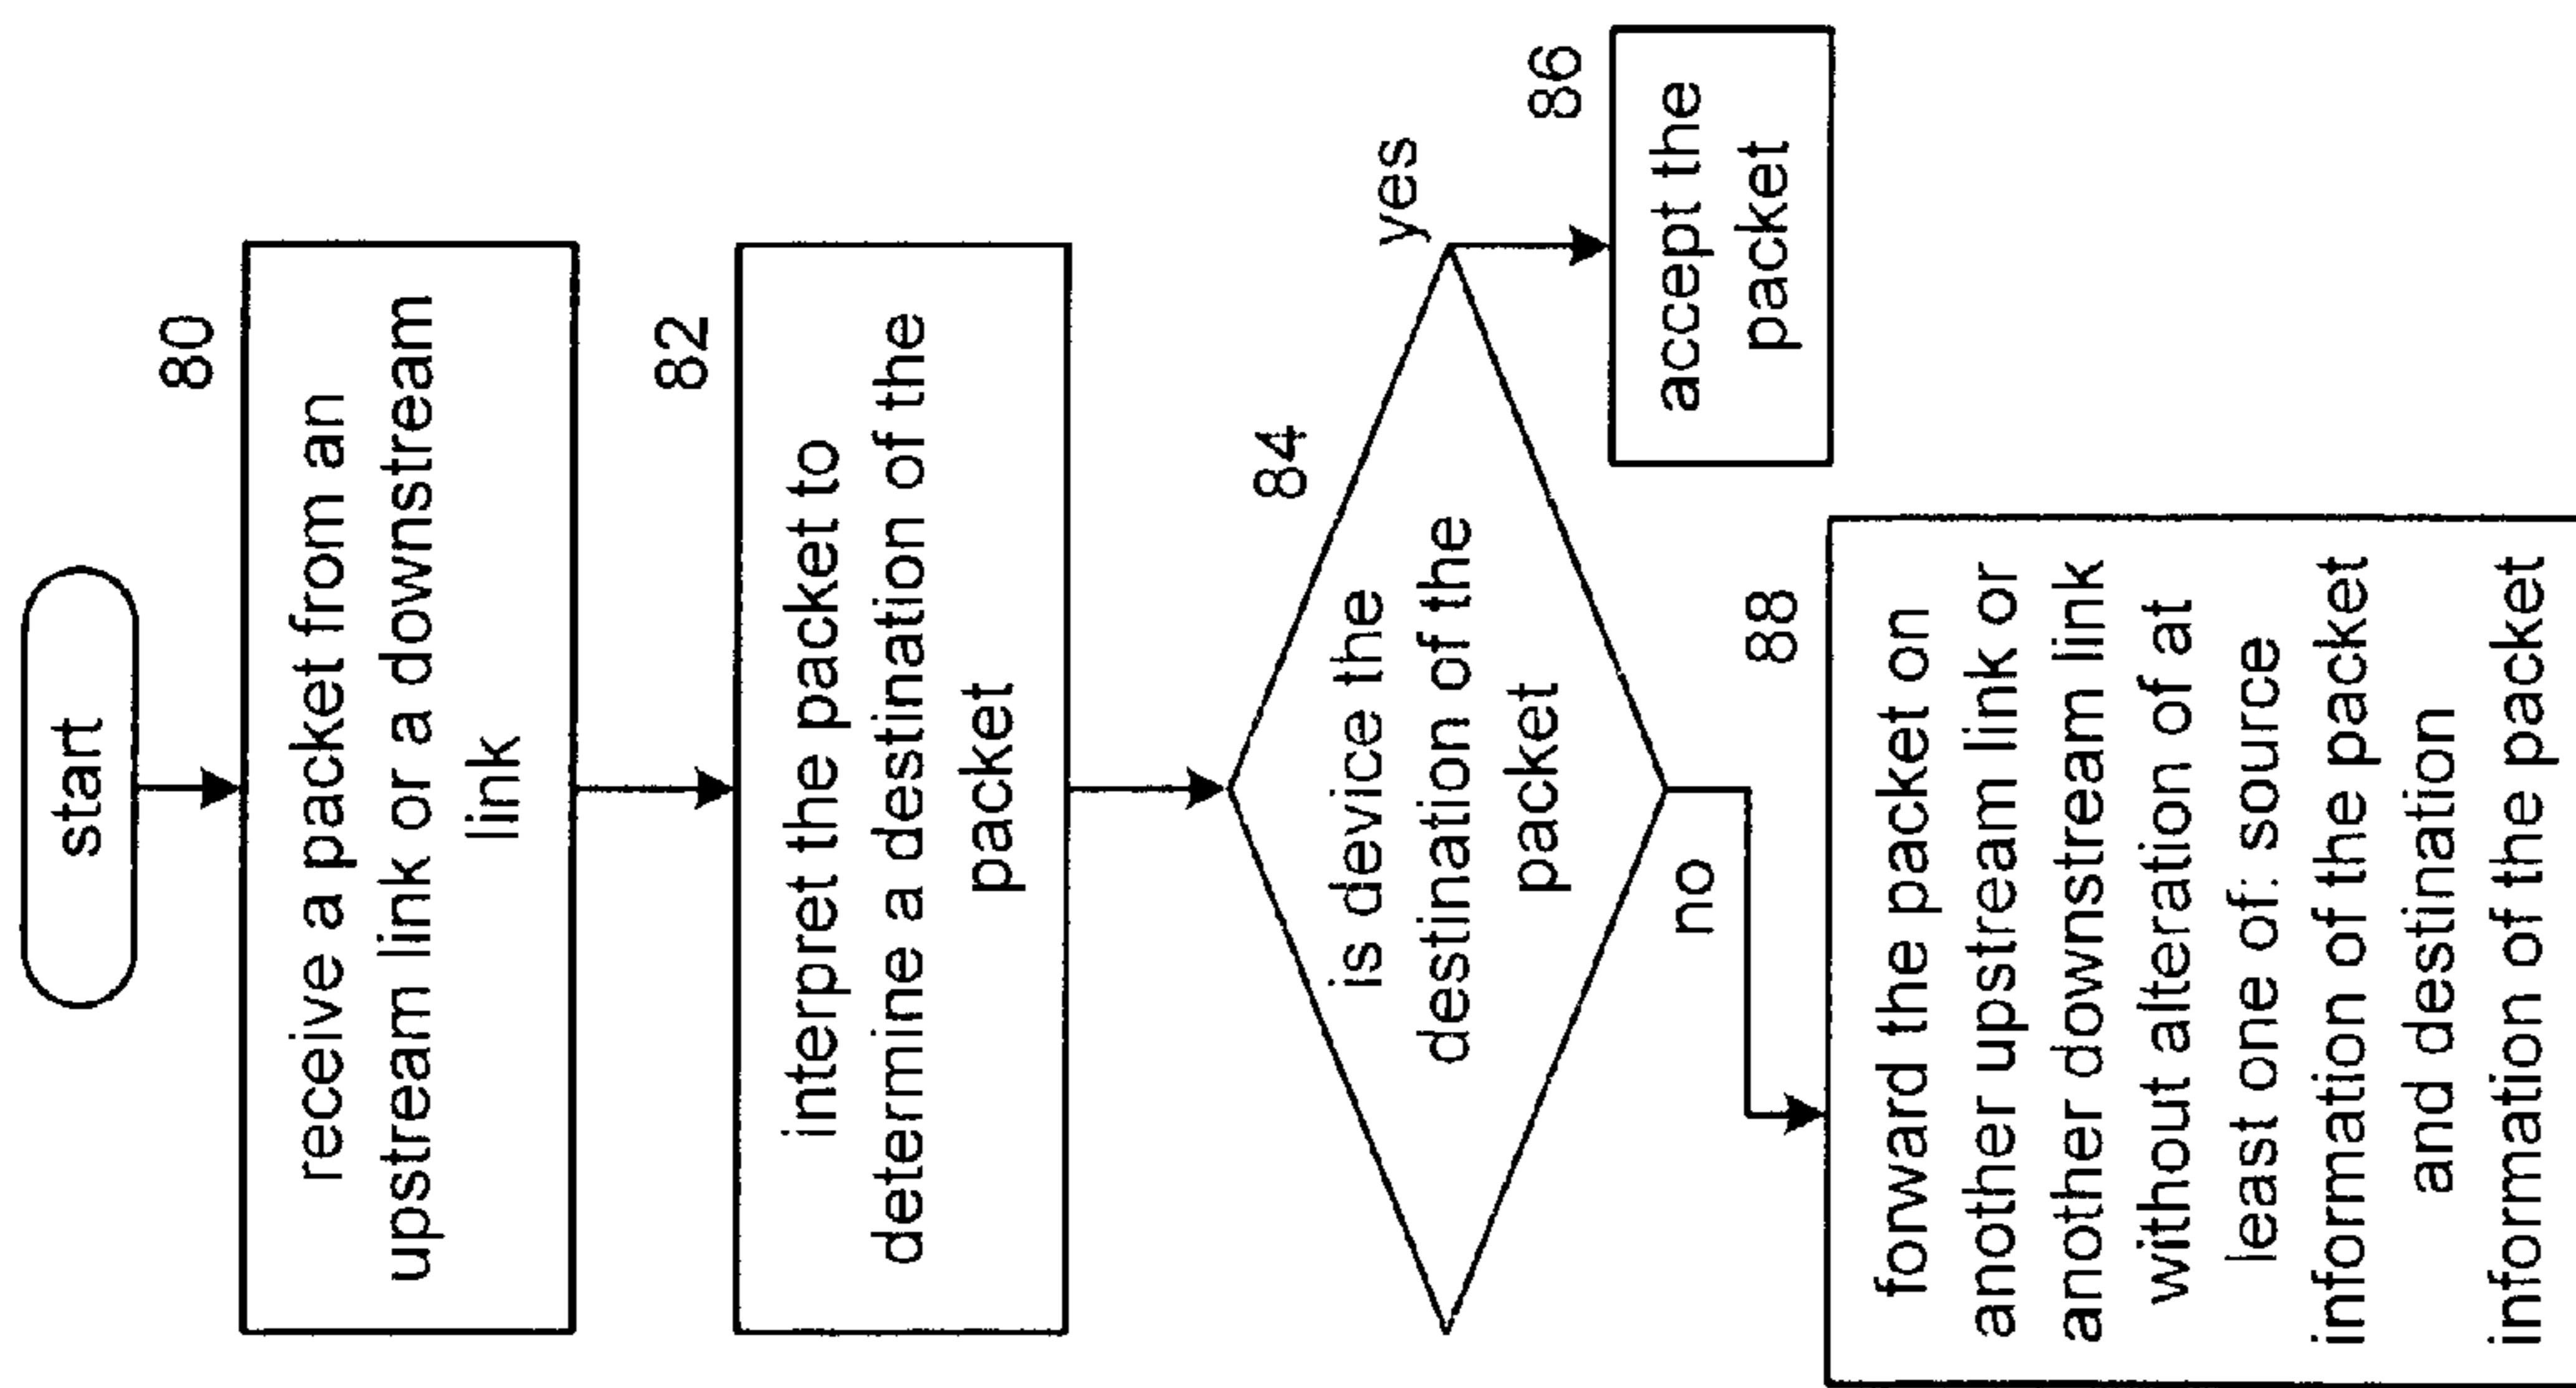 start
80
receive a packet from an
upstream link or a downstream
link
82
interpret the packet to
determine a destination of the
packet
84
is device the
destination of the
packet
yes
86
accept the
packet
no
88
forward the packet on
another upstream link or
another downstream link
without alteration of at
least one of: source
information of the packet
and destination
information of the packet